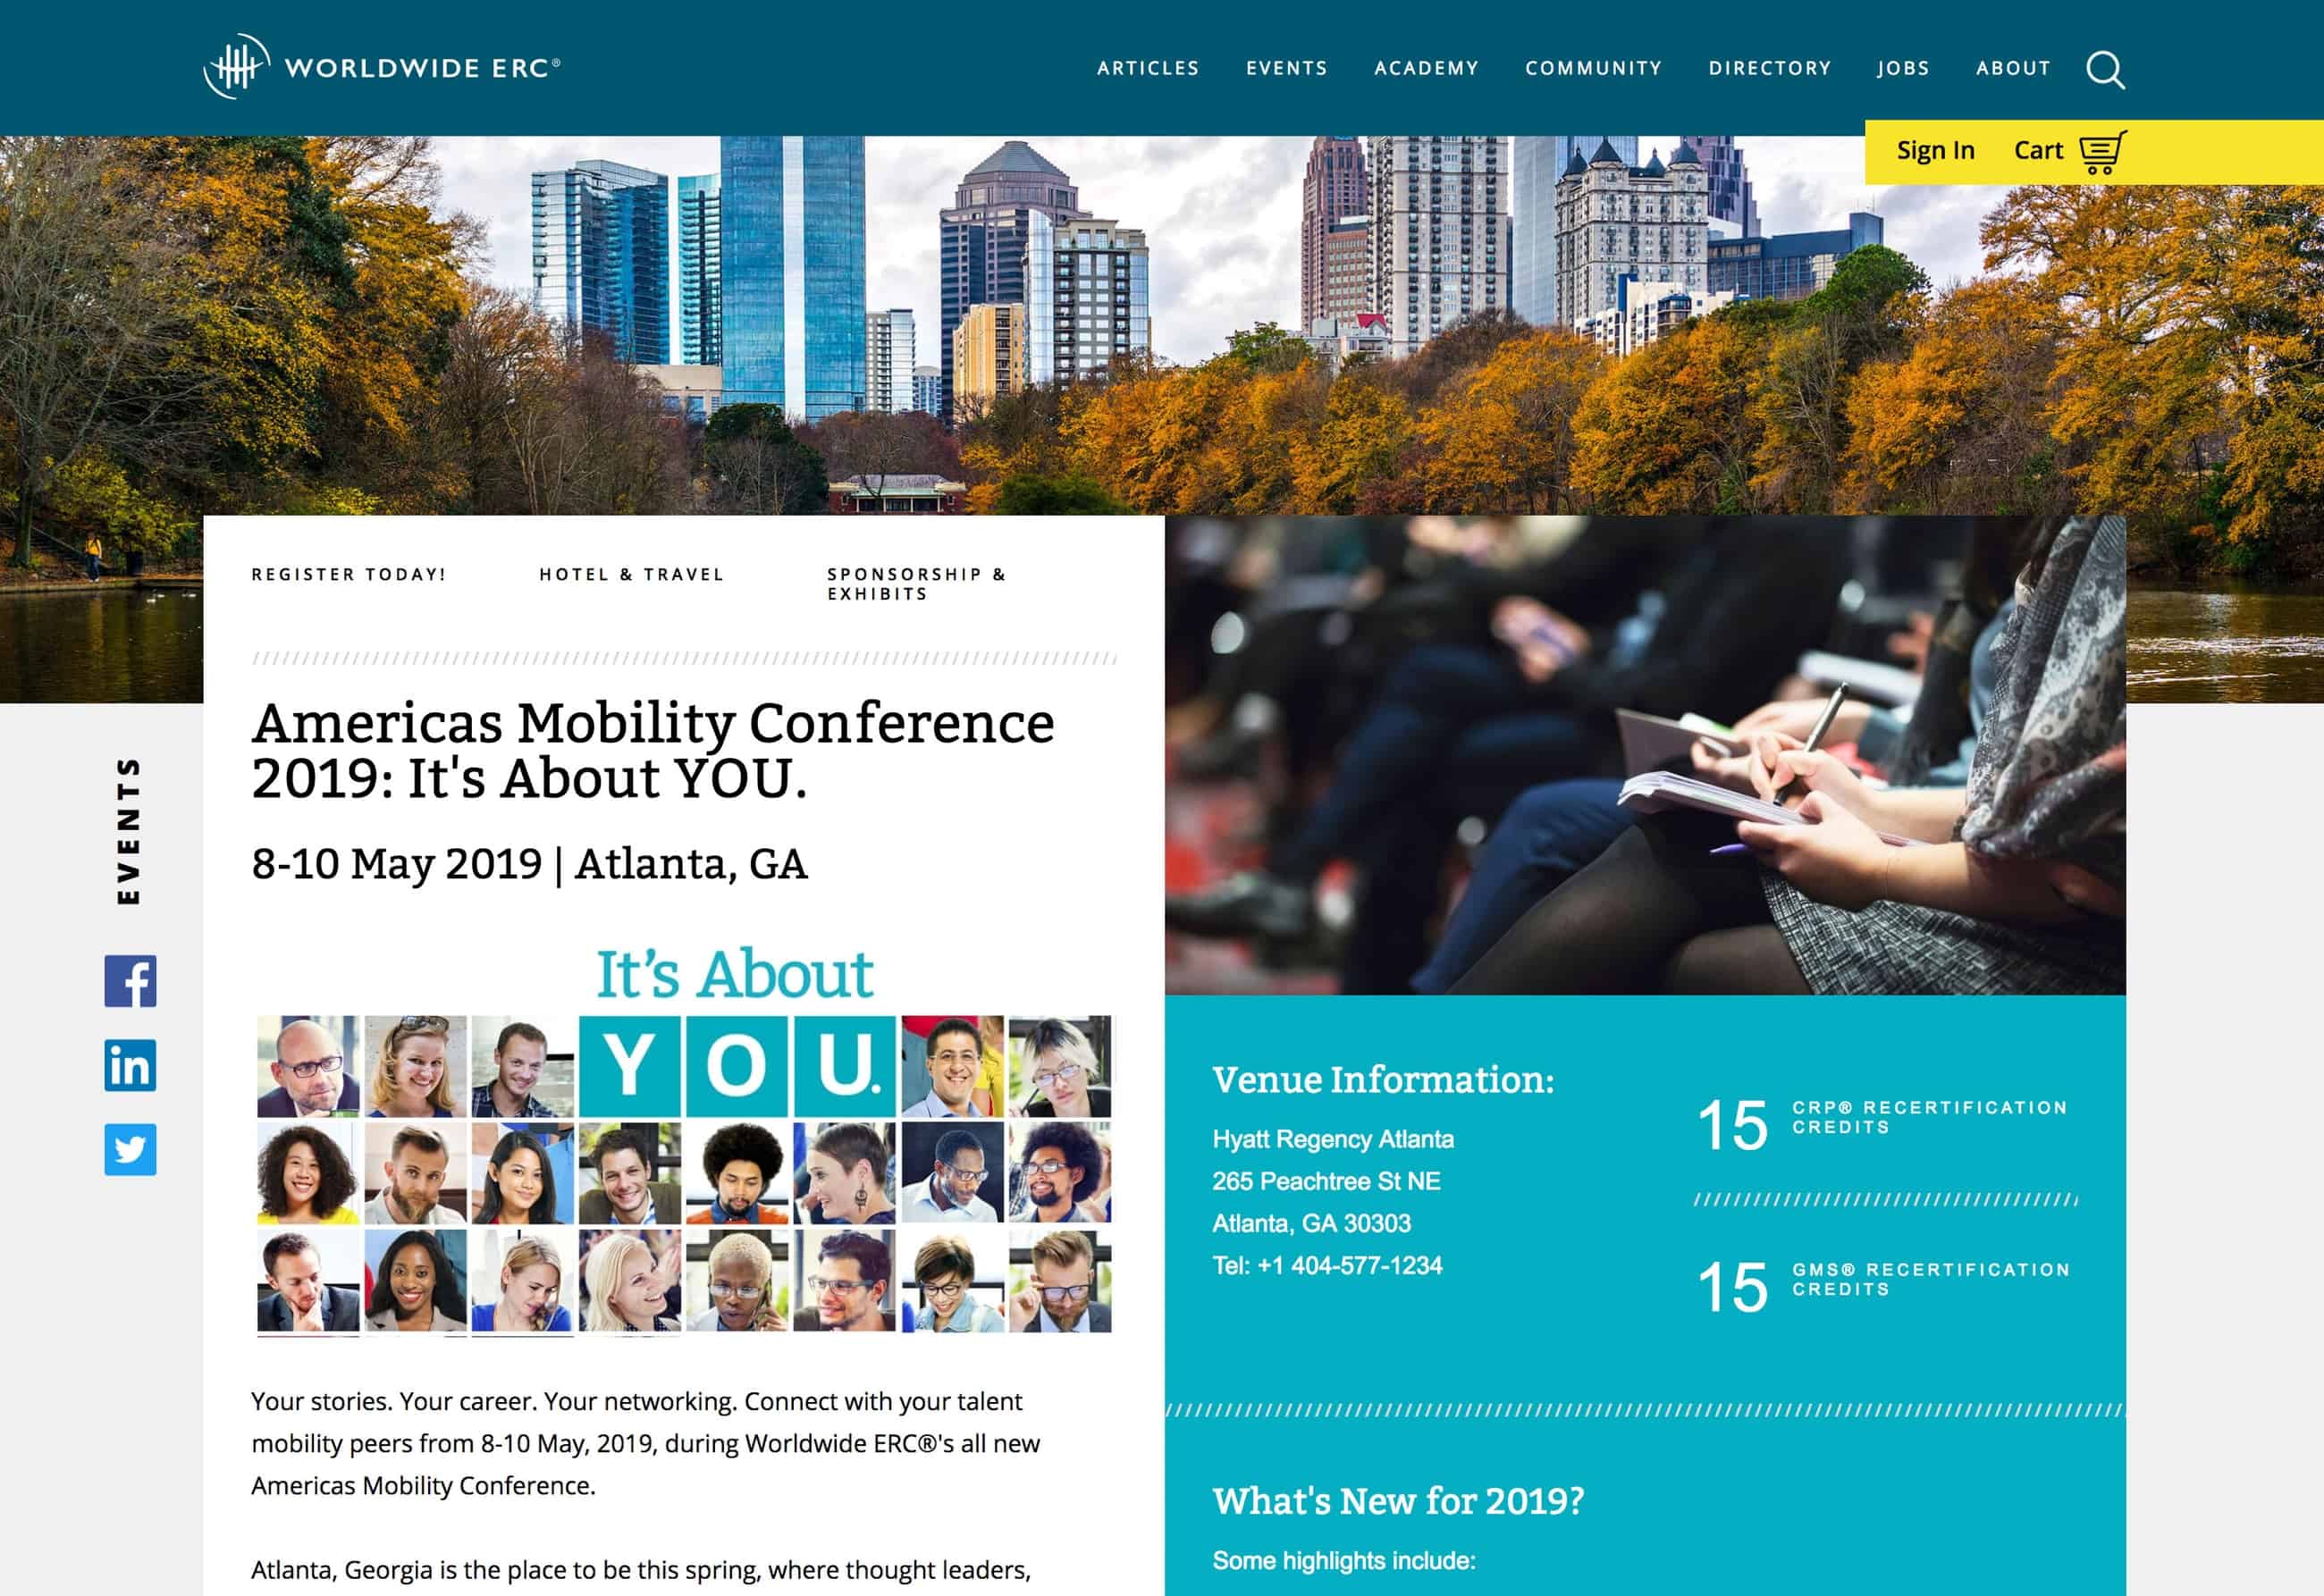 WORLDWIDE ERC®
ARTICLES EVENTS ACADEMY COMMUNITY DIRECTORY JOBS ABOUT
Sign In Cart
REGISTER TODAY!
HOTEL & TRAVEL
SPONSORSHIP &
EXHIBITS
Americas Mobility Conference
2019: It's About YOU.
8-10 May 2019 | Atlanta, GA
EVENTS
It's About
YOU.
Your stories. Your career. Your networking. Connect with your talent
mobility peers from 8-10 May, 2019, during Worldwide ERC®'s all new
Americas Mobility Conference.
Atlanta, Georgia is the place to be this spring, where thought leaders,
Venue Information:
Hyatt Regency Atlanta
265 Peachtree St NE
Atlanta, GA 30303
Tel: +1 404-577-1234
15 CRP® RECERTIFICATION
CREDITS
15 GMS® RECERTIFICATION
CREDITS
What's New for 2019?
Some highlights include: